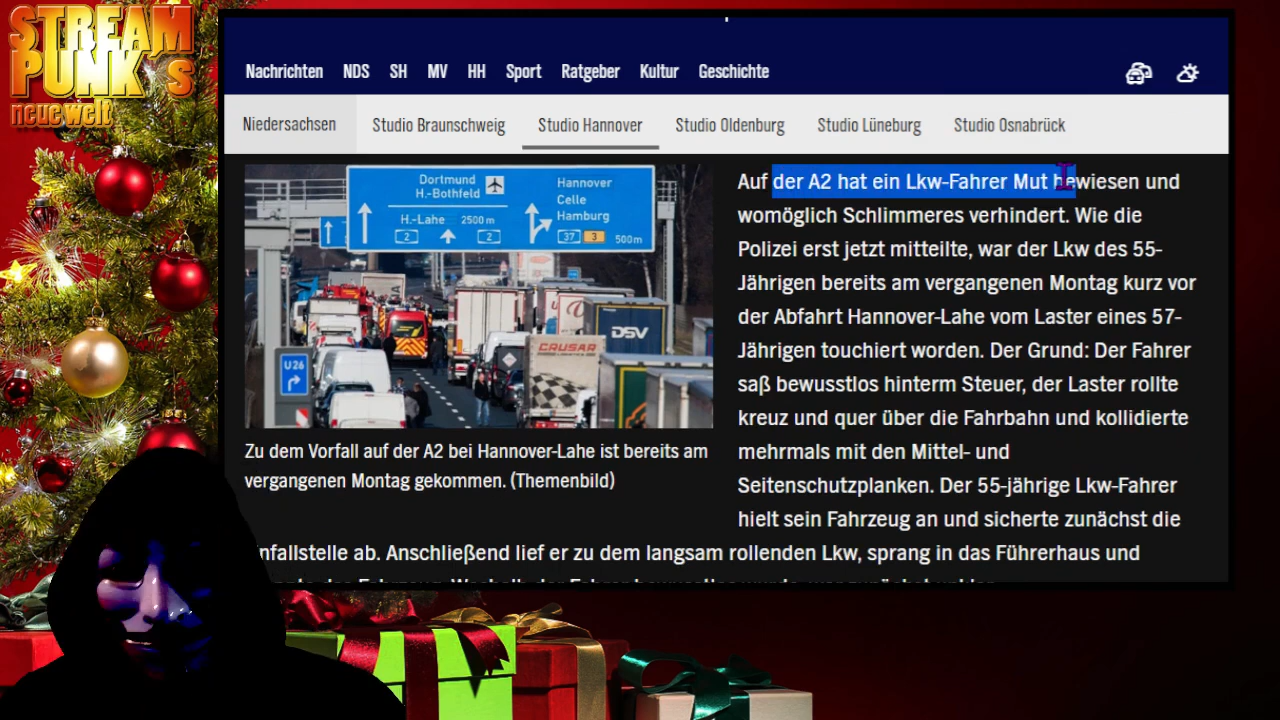 STREAM
PUNK´s
neue welt
Nachrichten NDS SH MV HH Sport Ratgeber Kultur Geschichte
Niedersachsen Studio Braunschweig Studio Hannover Studio Oldenburg Studio Lüneburg Studio Osnabrück
Dortmund
H.-Bothfeld
H.-Lahe 2500 m
2 2
Hannover
Celle
Hamburg
37 3 500m
U 26
CRUSAR
DSV
Zu dem Vorfall auf der A2 bei Hannover-Lahe ist bereits am
vergangenen Montag gekommen. (Themenbild)
Auf der A2 hat ein Lkw-Fahrer Mut bewiesen und
womöglich Schlimmeres verhindert. Wie die
Polizei erst jetzt mitteilte, war der Lkw des 55-
Jährigen bereits am vergangenen Montag kurz vor
der Abfahrt Hannover-Lahe vom Laster eines 57-
Jährigen touchiert worden. Der Grund: Der Fahrer
saß bewusstlos hinterm Steuer, der Laster rollte
kreuz und quer über die Fahrbahn und kollidierte
mehrmals mit den Mittel- und
Seitenschutzplanken. Der 55-jährige Lkw-Fahrer
hielt sein Fahrzeug an und sicherte zunächst die
nfallstelle ab. Anschließend lief er zu dem langsam rollenden Lkw, sprang in das Führerhaus und